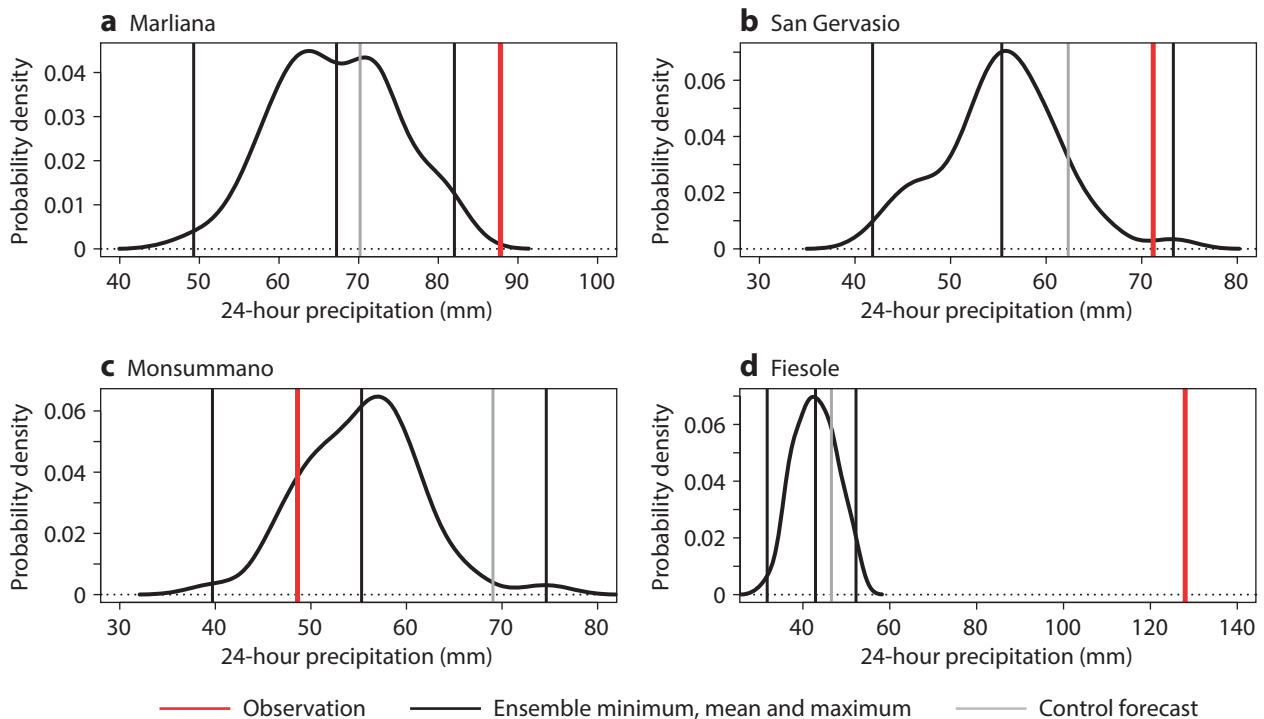 a Marliana
Probability density
0.04
0.03
0.02
0.01
0
40 50 60 70 80 90 100
24-hour precipitation (mm)
b San Gervasio
Probability density
0.06
0.04
0.02
0
30 40 50 60 70 80
24-hour precipitation (mm)
c Monsummano
Probability density
0.06
0.04
0.02
0
30 40 50 60 70 80
24-hour precipitation (mm)
d Fiesole
Probability density
0.06
0.04
0.02
0
40 60 80 100 120 140
24-hour precipitation (mm)
Observation Ensemble minimum, mean and maximum Control forecast